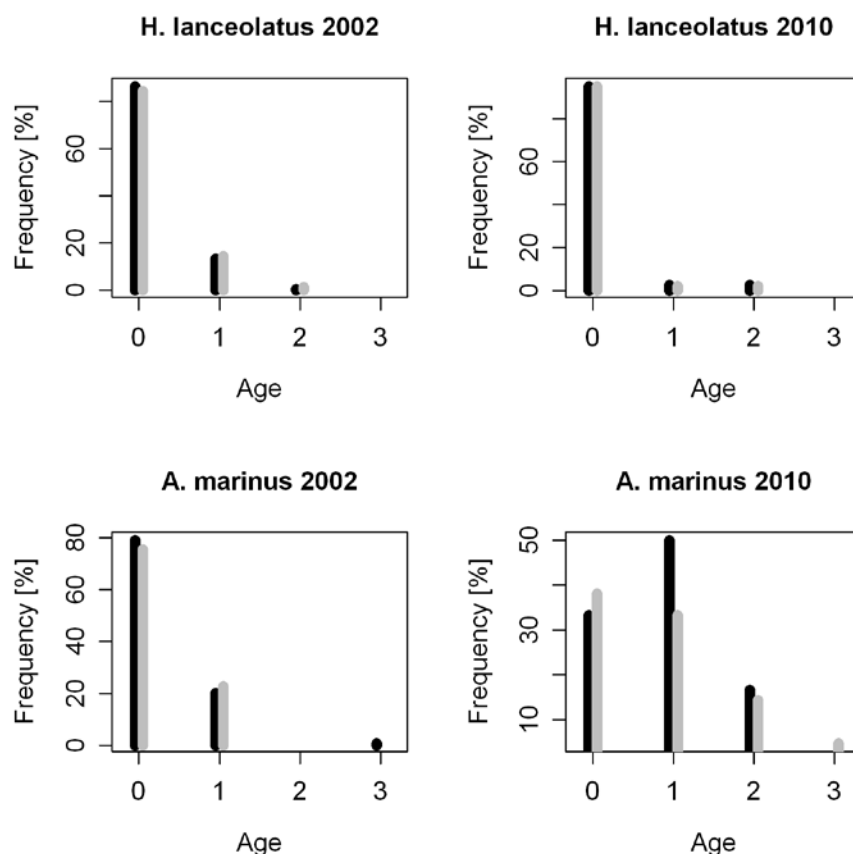 H. lanceolatus 2002
Frequency [%]
0 20 60
0 1 2 3
Age
H. lanceolatus 2010
Frequency [%]
0 20 60
0 1 2 3
Age
A. marinus 2002
Frequency [%]
0 20 40 60 80
0 1 2 3
Age
A. marinus 2010
Frequency [%]
10 30 50
0 1 2 3
Age